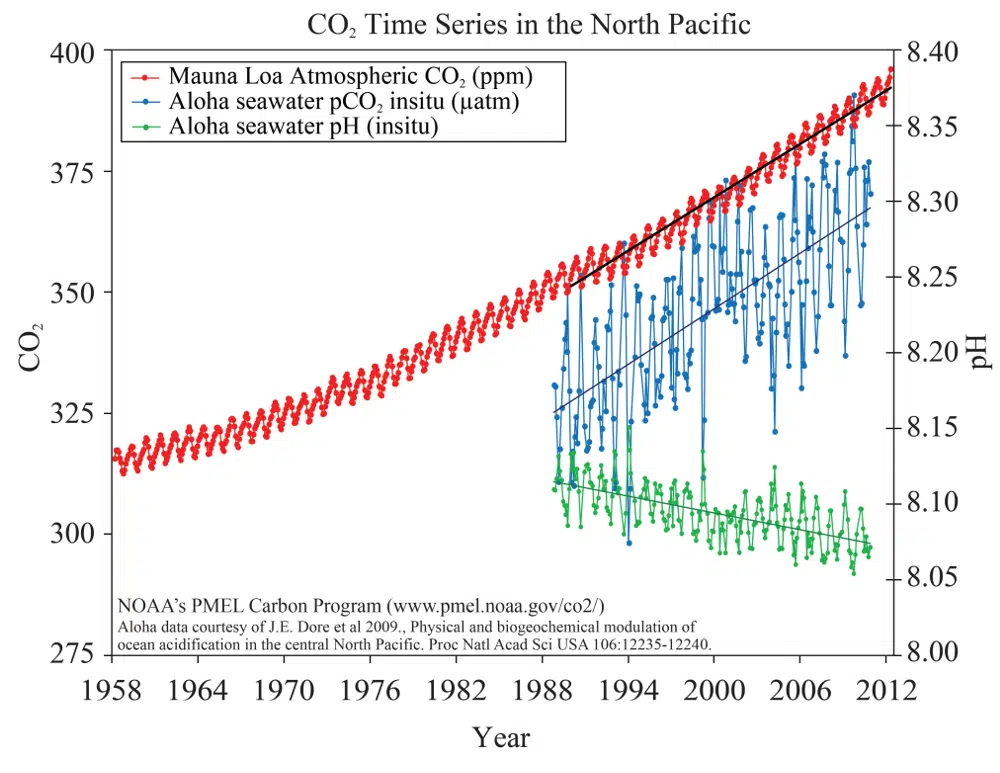 CO₂ Time Series in the North Pacific
400
375
350
325
300
275
CO₂
Mauna Loa Atmospheric CO₂ (ppm)
Aloha seawater pCO₂ insitu (µatm)
Aloha seawater pH (insitu)
8.40
8.35
8.30
8.25
8.20
8.15
8.10
8.05
8.00
pH
NOAA's PMEL Carbon Program (www.pmel.noaa.gov/co2/)
Aloha data courtesy of J.E. Dore et al 2009., Physical and biogeochemical modulation of
ocean acidification in the central North Pacific. Proc Natl Acad Sci USA 106:12235-12240.
1958 1964 1970 1976 1982 1988 1994 2000 2006 2012
Year